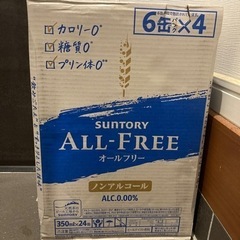 カロリー0※
糖質0※
プリン体0※
6缶パック×4
SUNTORY
ALL-FREE
オールフリー
ノンアルコール
ALC.0.00%
350ml×24缶